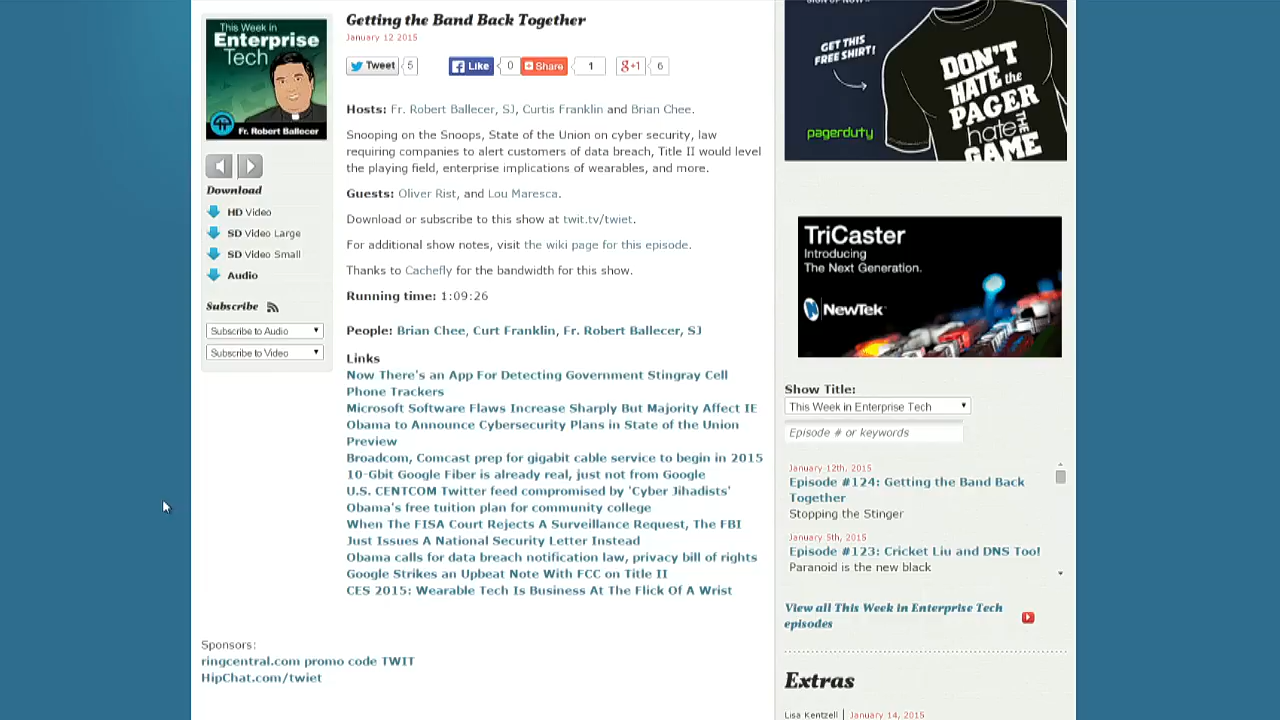 This Week in
Enterprise
Tech
Fr. Robert Ballecer
Download
HD Video
SD Video Large
SD Video Small
Audio
Subscribe
Subscribe to Audio
Subscribe to Video
Getting the Band Back Together
January 12 2015
Tweet 5
Like 0
Share 1
g+1 6
Hosts: Fr. Robert Ballecer, SJ, Curtis Franklin and Brian Chee.
Snooping on the Snoops, State of the Union on cyber security, law
requiring companies to alert customers of data breach, Title II would level
the playing field, enterprise implications of wearables, and more.
Guests: Oliver Rist, and Lou Maresca.
Download or subscribe to this show at twit.tv/twiet.
For additional show notes, visit the wiki page for this episode.
Thanks to Cachefly for the bandwidth for this show.
Running time: 1:09:26
People: Brian Chee, Curt Franklin, Fr. Robert Ballecer, SJ
Links
Now There's an App For Detecting Government Stingray Cell
Phone Trackers
Microsoft Software Flaws Increase Sharply But Majority Affect IE
Obama to Announce Cybersecurity Plans in State of the Union
Preview
Broadcom, Comcast prep for gigabit cable service to begin in 2015
10-Gbit Google Fiber is already real, just not from Google
U.S. CENTCOM Twitter feed compromised by 'Cyber Jihadists'
Obama's free tuition plan for community college
When The FISA Court Rejects A Surveillance Request, The FBI
Just Issues A National Security Letter Instead
Obama calls for data breach notification law, privacy bill of rights
Google Strikes an Upbeat Note With FCC on Title II
CES 2015: Wearable Tech Is Business At The Flick Of A Wrist
Sponsors:
ringcentral.com promo code TWIT
HipChat.com/twiet
GET THIS
FREE SHIRT!
pagerduty
DON'T
HATE the
PAGER
hate THE
GAME
TriCaster
Introducing
The Next Generation.
NewTek
Show Title:
This Week in Enterprise Tech
Episode # or keywords
January 12th, 2015
Episode #124: Getting the Band Back
Together
Stopping the Stinger
January 5th, 2015
Episode #123: Cricket Liu and DNS Too!
Paranoid is the new black
View all This Week in Enterprise Tech
episodes
Extras
Lisa Kentzell | January 14, 2015